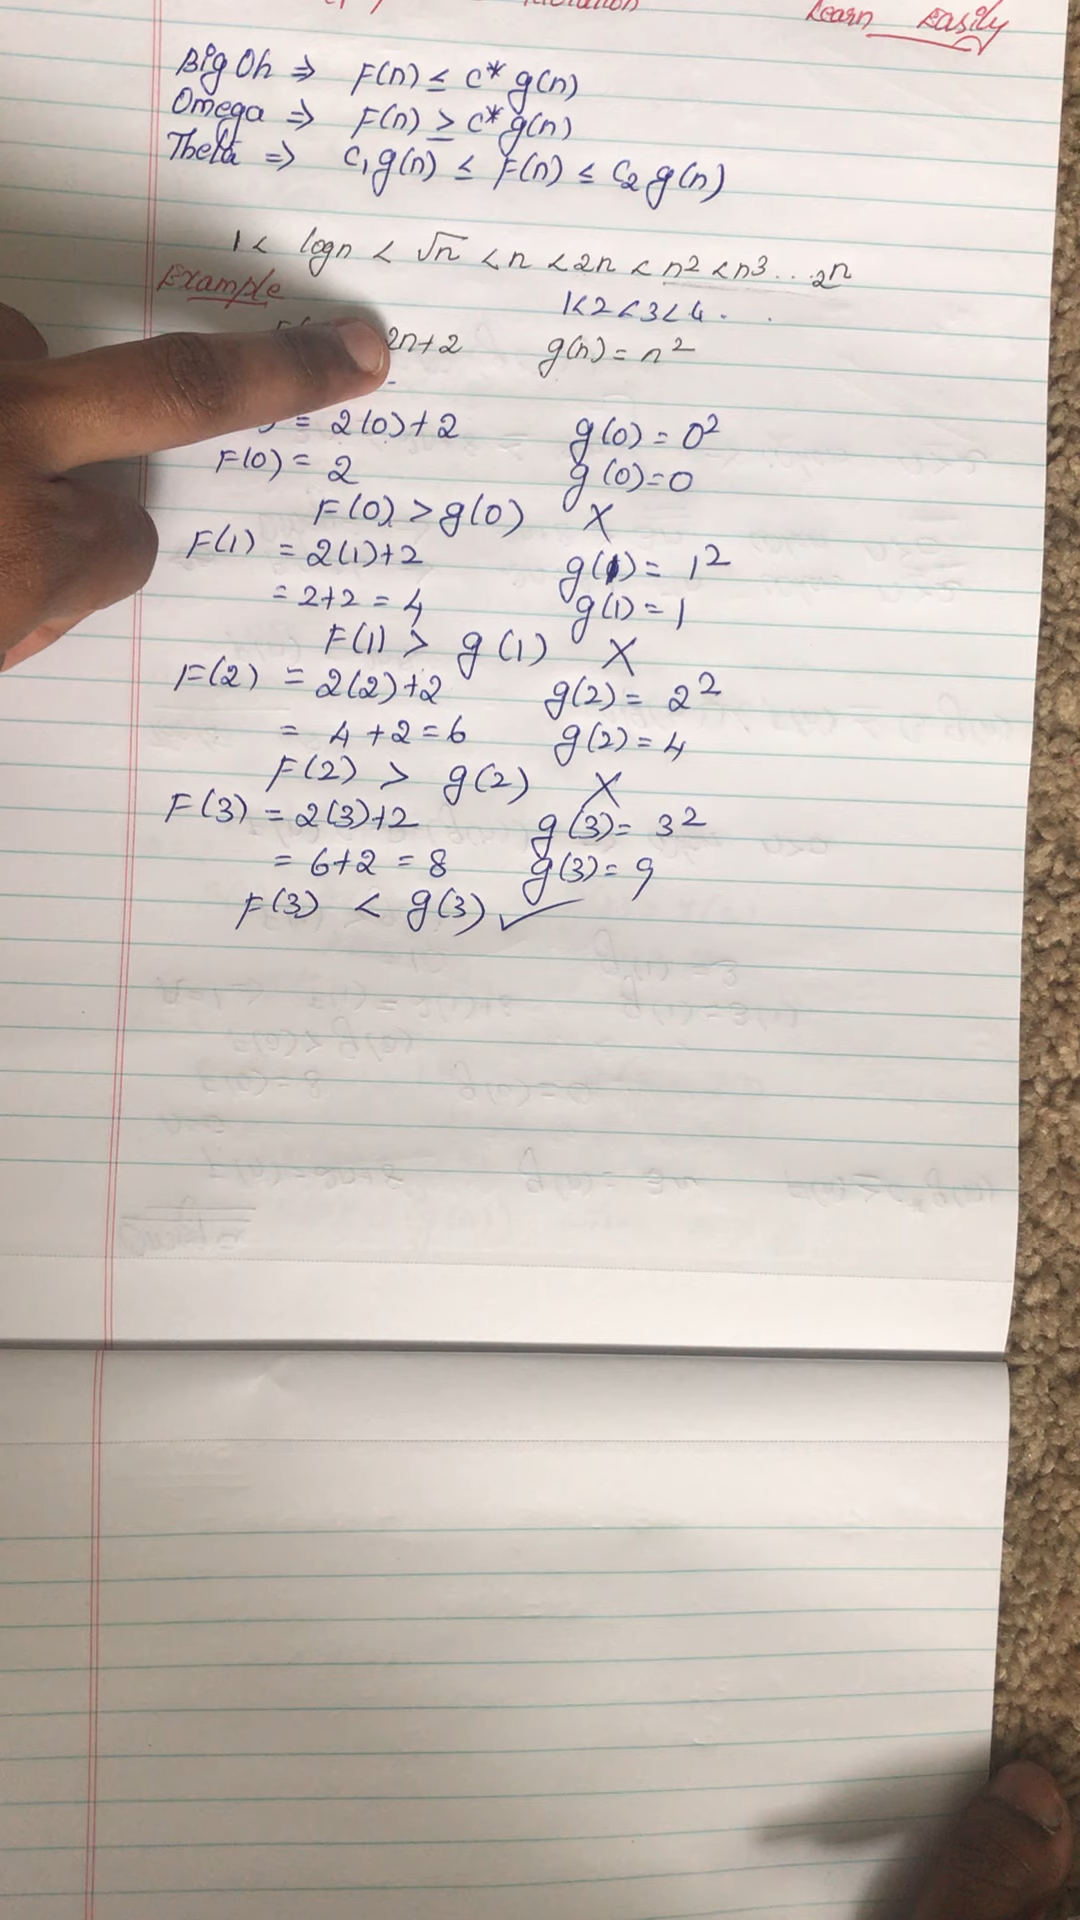 Learn Easily
Big Oh ⇒ F(n) ≤ c* g(n)
Omega ⇒ F(n) ≥ c* g(n)
Theta ⇒ c₁g(n) ≤ F(n) ≤ c₂ g(n)
1 < logn < √n < n < 2n < n² < n³ ... 2ⁿ
Example
1<2<3<4 . .
2n+2 g(n) = n²
= 2(0)+2 g(0) = 0²
F(0) = 2 g(0)=0
F(0) > g(0) X
F(1) = 2(1)+2 g(1) = 1²
= 2+2 = 4 g(1) = 1
F(1) > g(1) X
F(2) = 2(2)+2 g(2) = 2²
= 4+2=6 g(2)=4
F(2) > g(2) X
F(3) = 2(3)+2 g(3) = 3²
= 6+2 = 8 g(3)= 9
F(3) < g(3) ✓